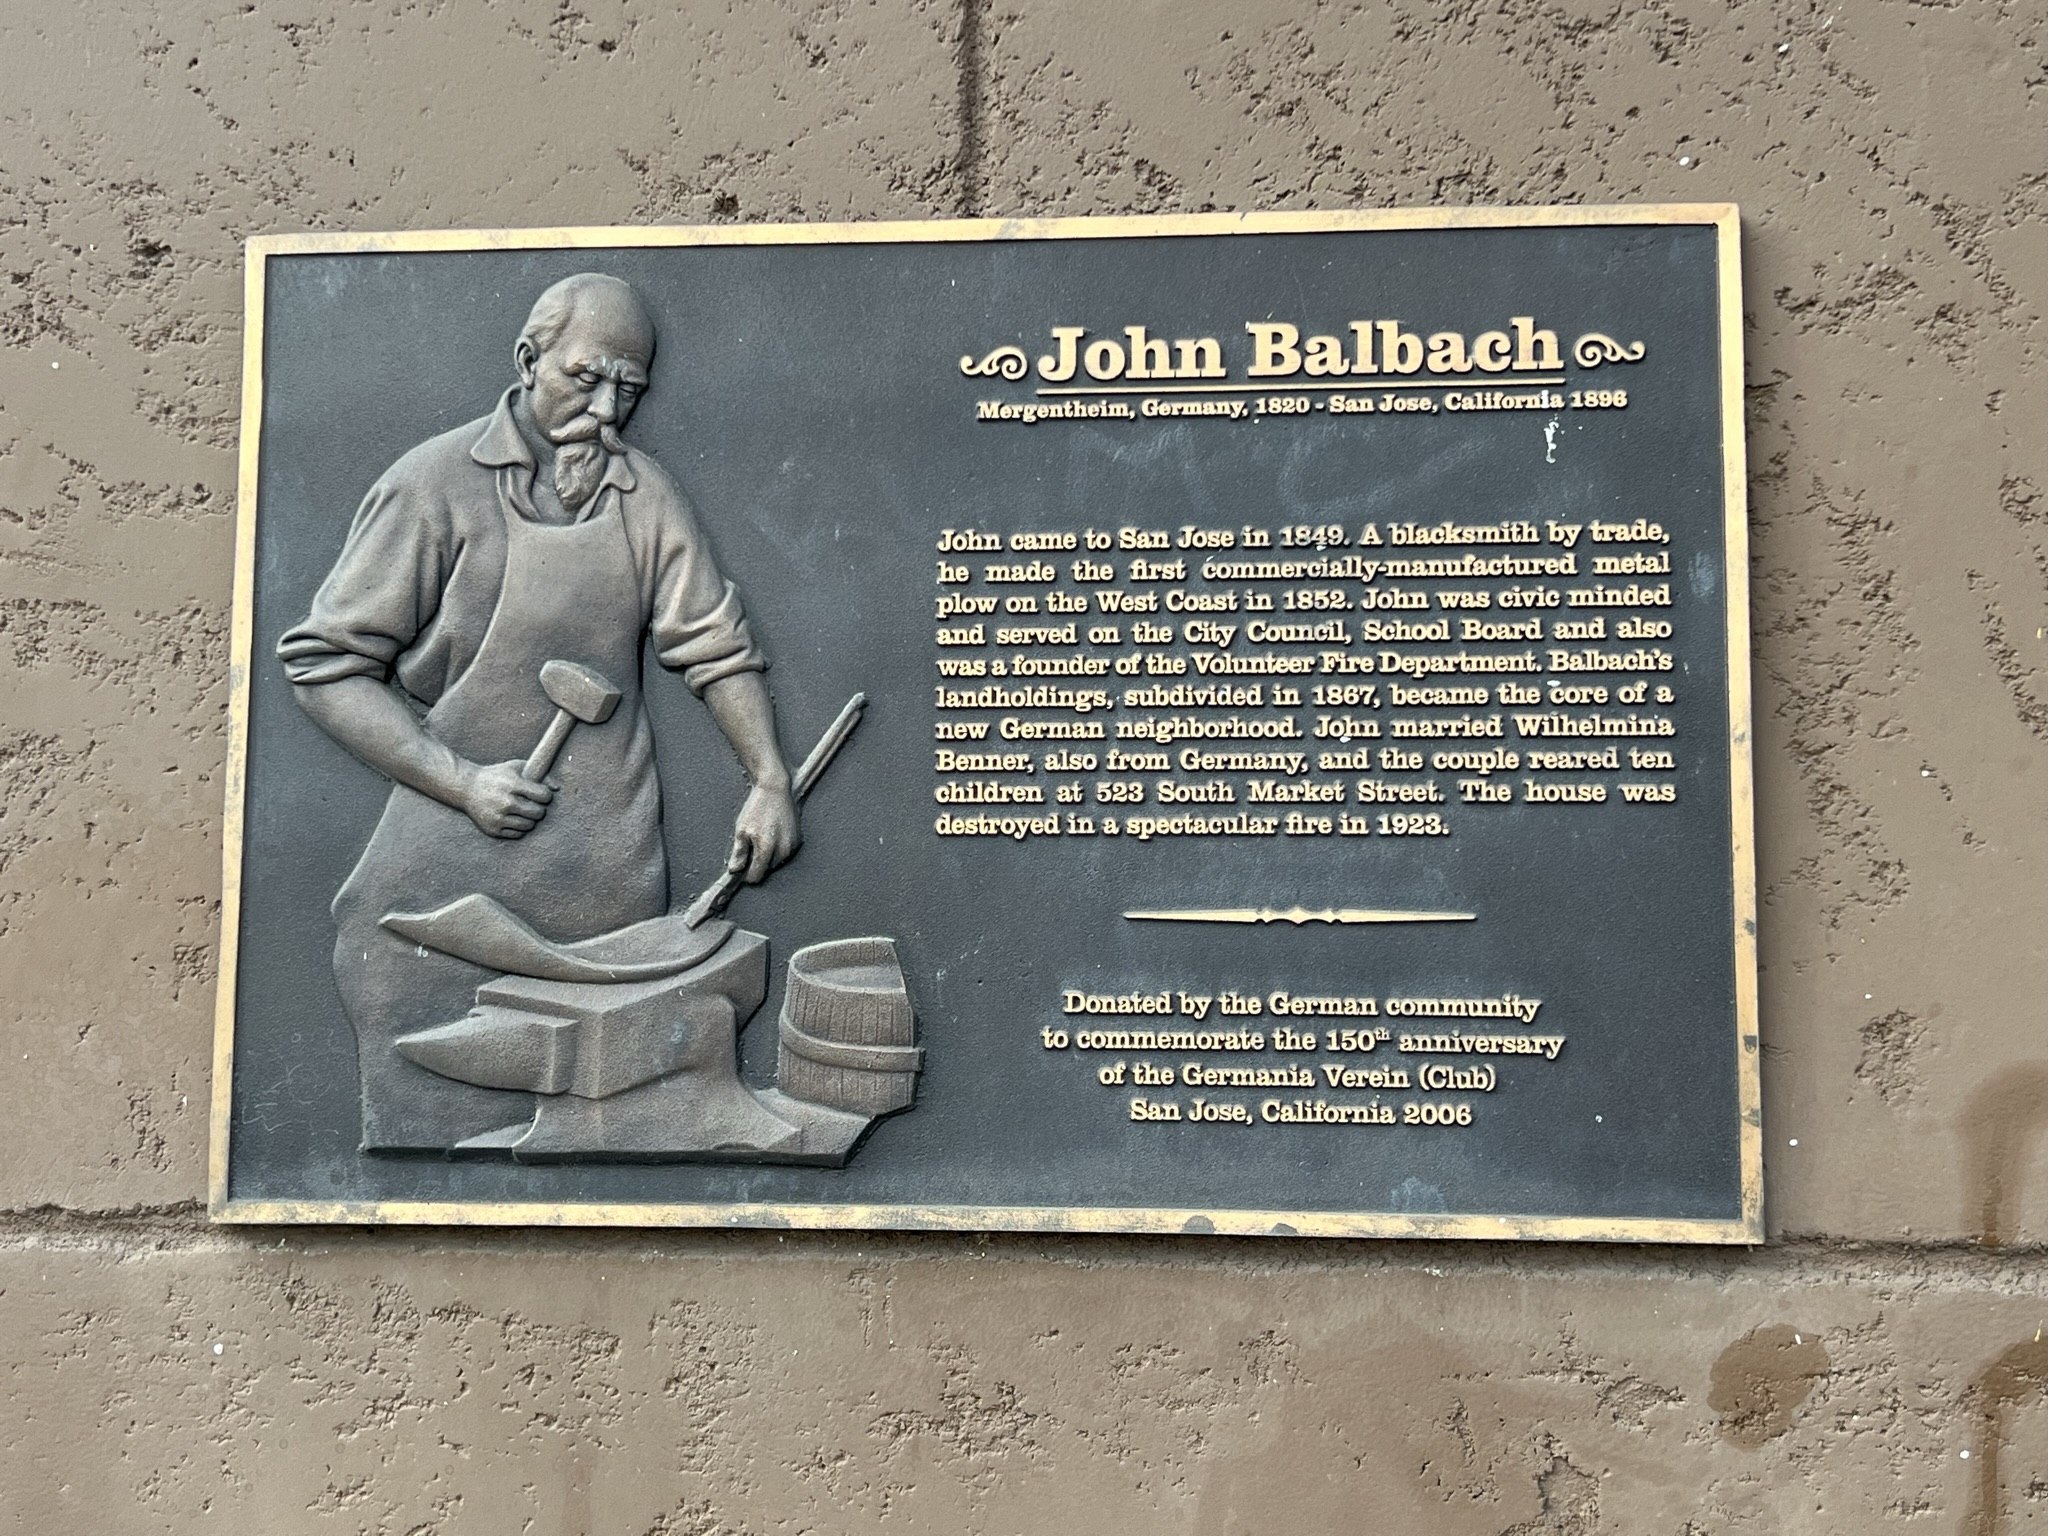 John Balbach
Mergentheim, Germany, 1820 - San Jose, California 1896
John came to San Jose in 1849. A blacksmith by trade,
he made the first commercially-manufactured metal
plow on the West Coast in 1852. John was civic minded
and served on the City Council, School Board and also
was a founder of the Volunteer Fire Department. Balbach's
landholdings, subdivided in 1867, became the core of a
new German neighborhood. John married Wilhelmina
Benner, also from Germany, and the couple reared ten
children at 523 South Market Street. The house was
destroyed in a spectacular fire in 1923.
Donated by the German community
to commemorate the 150th anniversary
of the Germania Verein (Club)
San Jose, California 2006